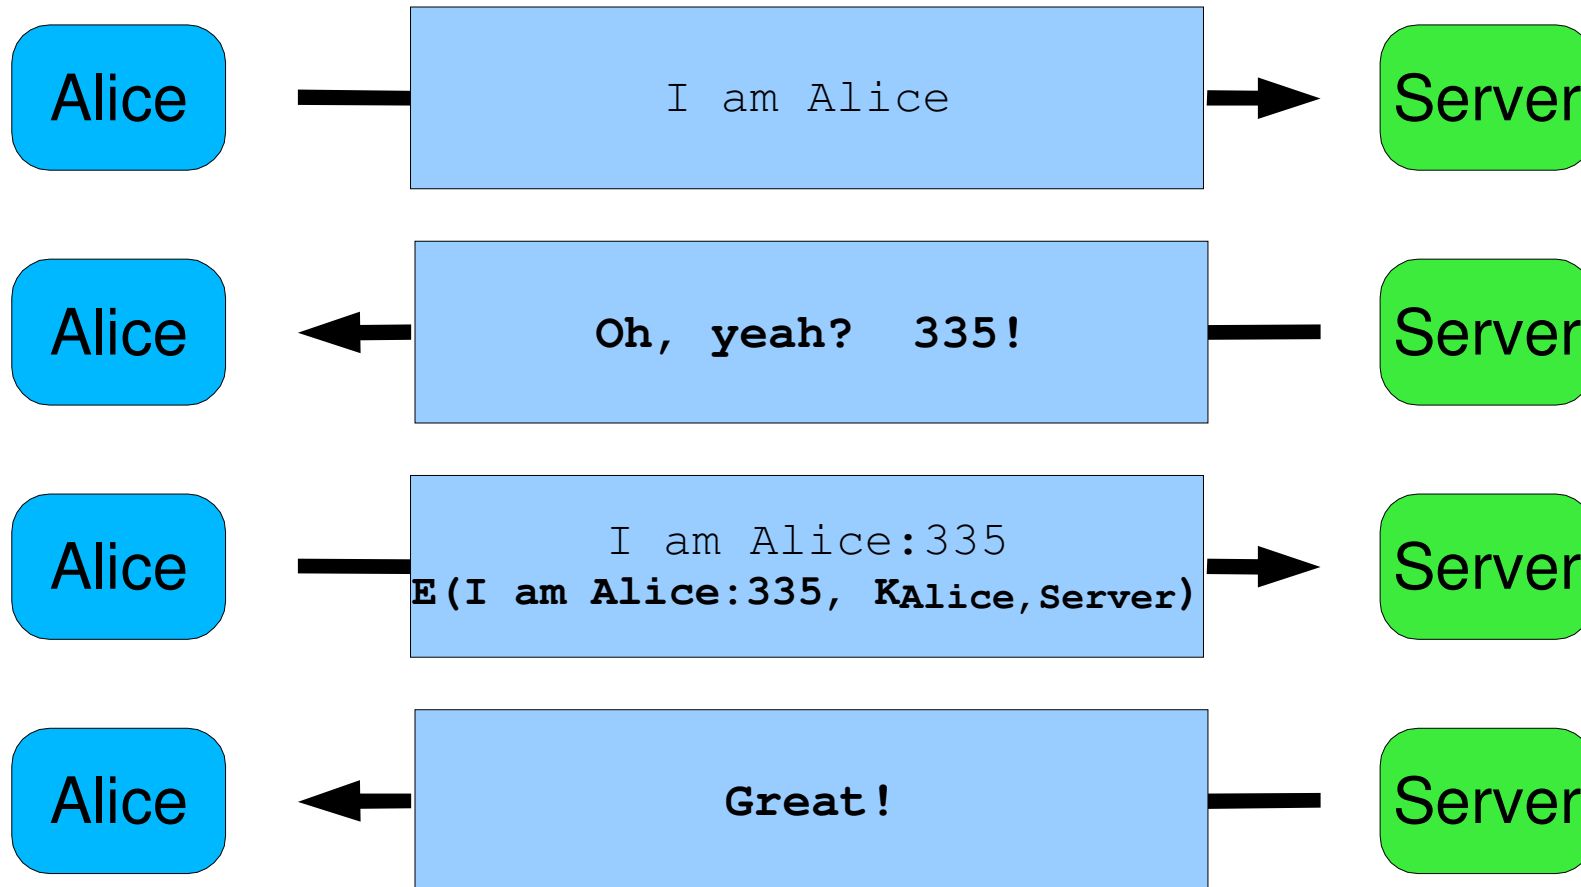 Alice
I am Alice
Server
Alice
Oh, yeah?  335!
Server
Alice
I am Alice:335
E(I am Alice:335, KAlice,Server)
Server
Alice
Great!
Server